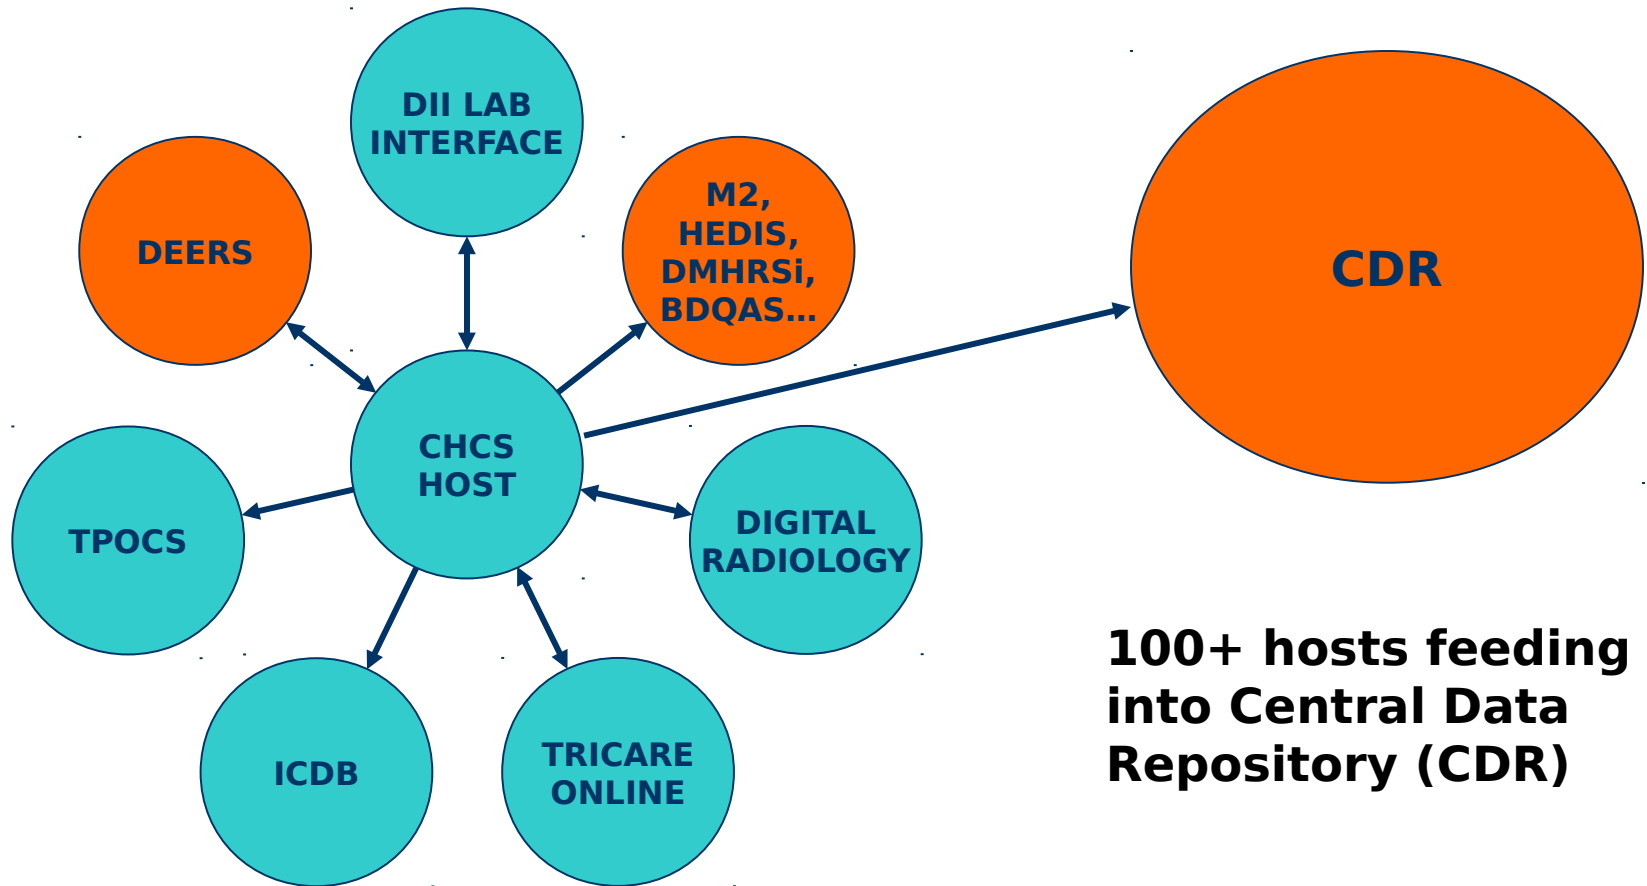 DII LAB
INTERFACE
DEERS
M2,
HEDIS,
DMHRSi,
BDQAS...
CDR
CHCS
HOST
TPOCS
DIGITAL
RADIOLOGY
ICDB
TRICARE
ONLINE
100+ hosts feeding
into Central Data
Repository (CDR)